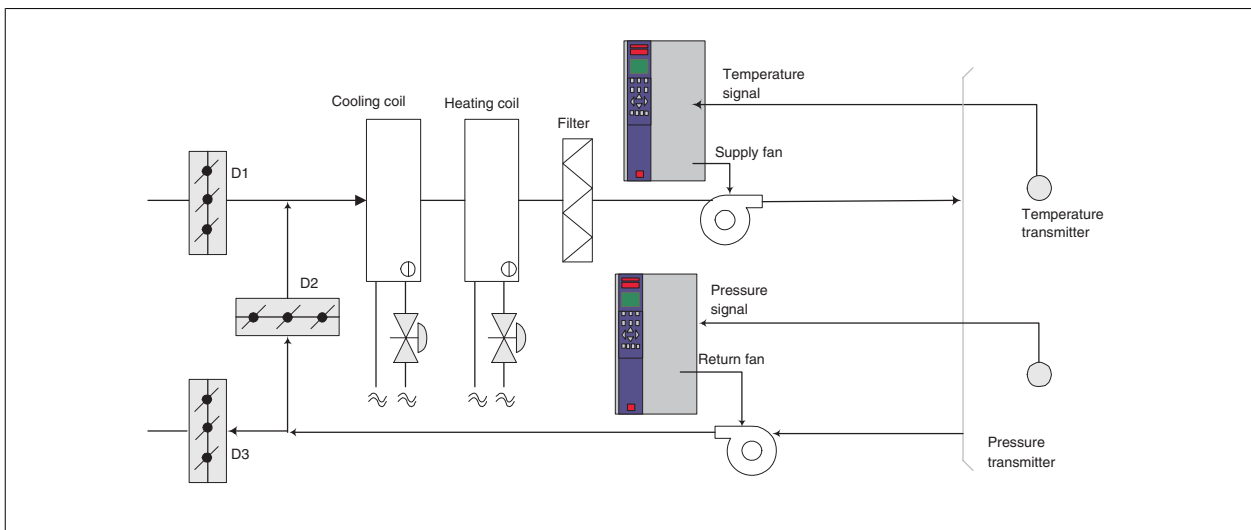 Cooling coil
Heating coil
Filter
Temperature
signal
Supply fan
D1
Temperature
transmitter
D2
Pressure
signal
Return fan
D3
Pressure
transmitter